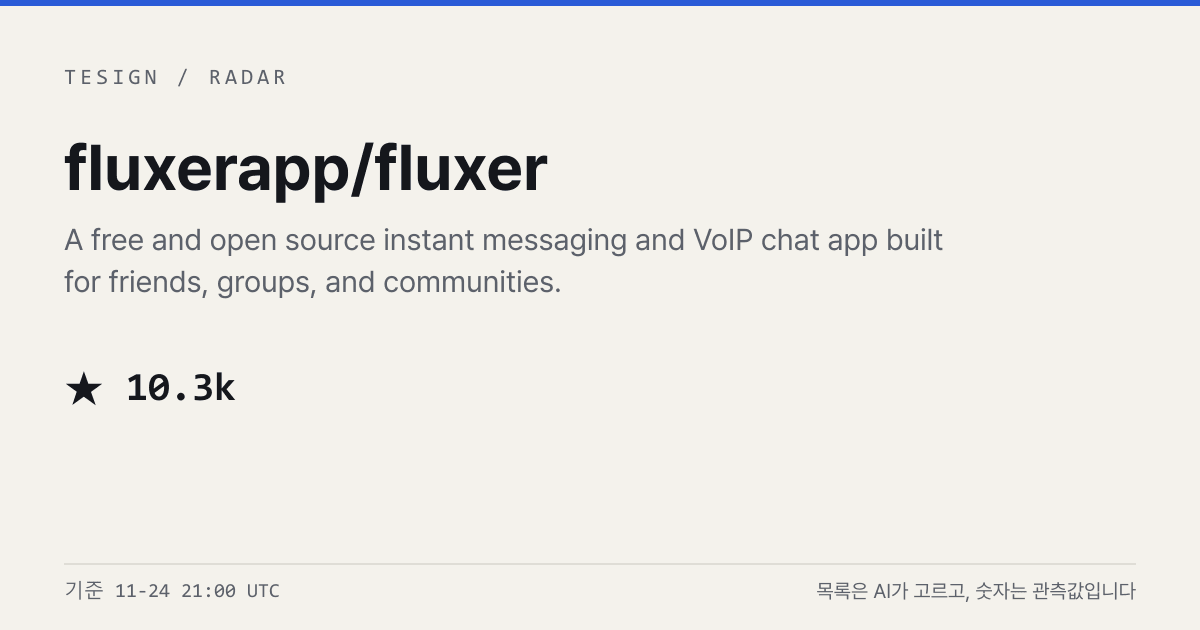 TESIGN / RADAR
fluxerapp/fluxer
A free and open source instant messaging and VoIP chat app built
for friends, groups, and communities.
★ 10.3k
기준 11-24 21:00 UTC
목록은 AI가 고르고, 숫자는 관측값입니다